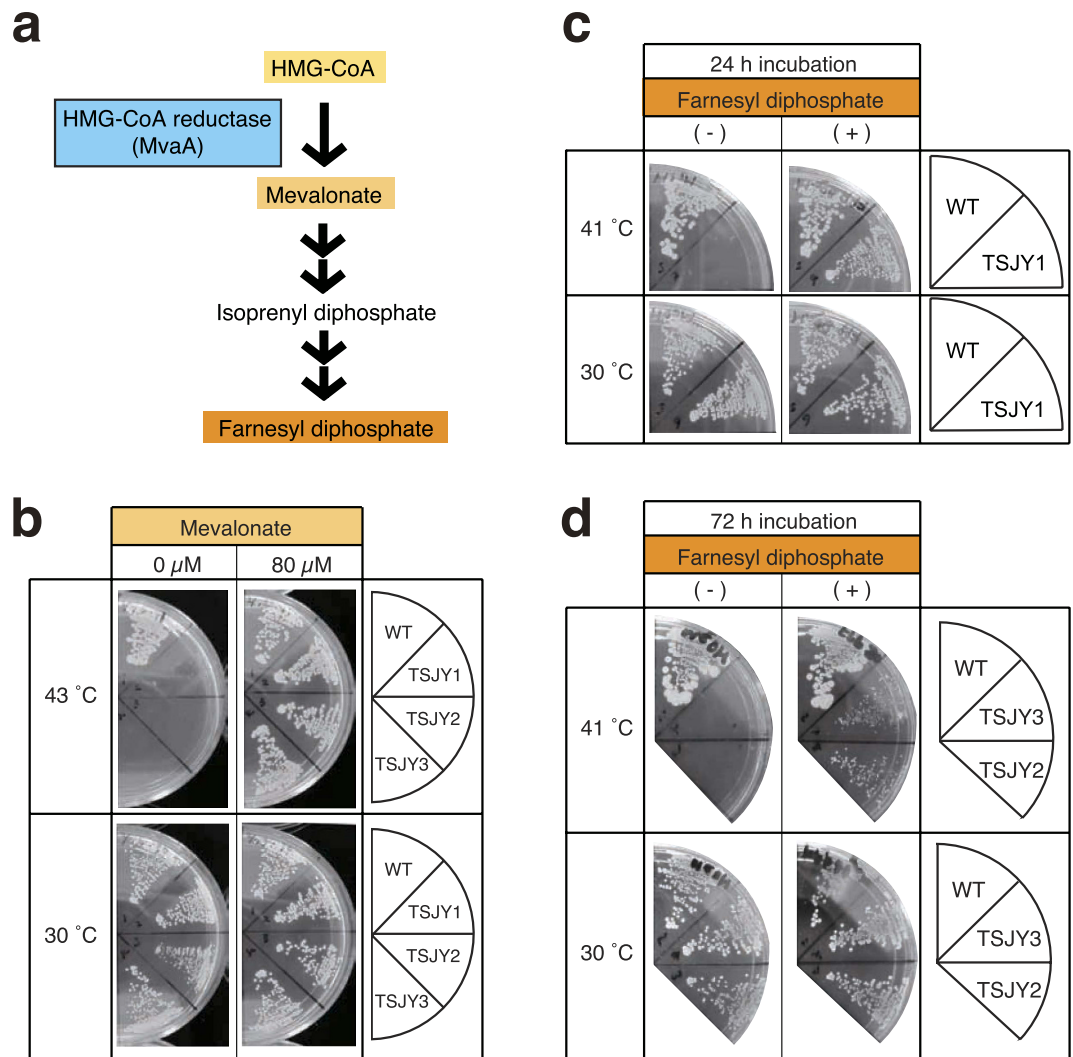 a
HMG-CoA
HMG-CoA reductase
(MvaA)
Mevalonate
Isoprenyl diphosphate
Farnesyl diphosphate
b
Mevalonate
0 µM
80 µM
43 ˚C
WT
TSJY1
TSJY2
TSJY3
30 ˚C
WT
TSJY1
TSJY2
TSJY3
c
24 h incubation
Farnesyl diphosphate
( - )
( + )
41 ˚C
WT
TSJY1
30 ˚C
WT
TSJY1
d
72 h incubation
Farnesyl diphosphate
( - )
( + )
41 ˚C
WT
TSJY3
TSJY2
30 ˚C
WT
TSJY3
TSJY2